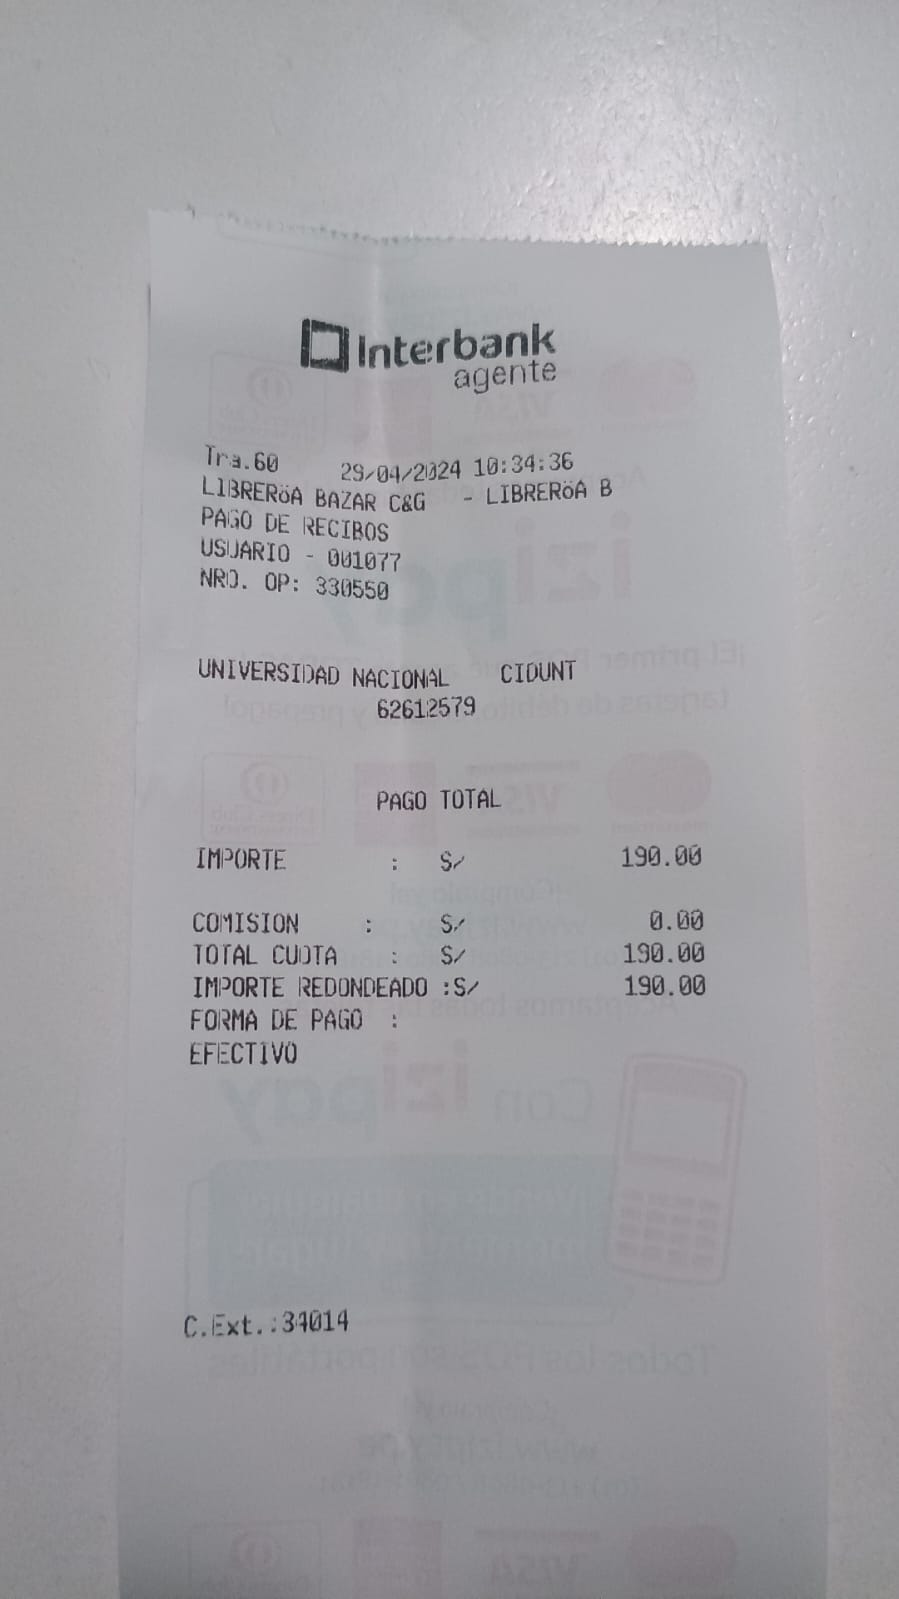 Interbank
agente
Tra.60 29/04/2024 10:34:36
LIBRERöA BAZAR C&G - LIBRERöA B
PAGO DE RECIBOS
USUARIO - 001077
NRO. OP: 330550
UNIVERSIDAD NACIONAL CIDUNT
62612579
PAGO TOTAL
IMPORTE : S/ 190.00
COMISION : S/ 0.00
TOTAL CUOTA : S/ 190.00
IMPORTE REDONDEADO :S/ 190.00
FORMA DE PAGO :
EFECTIVO
C.Ext.:34014